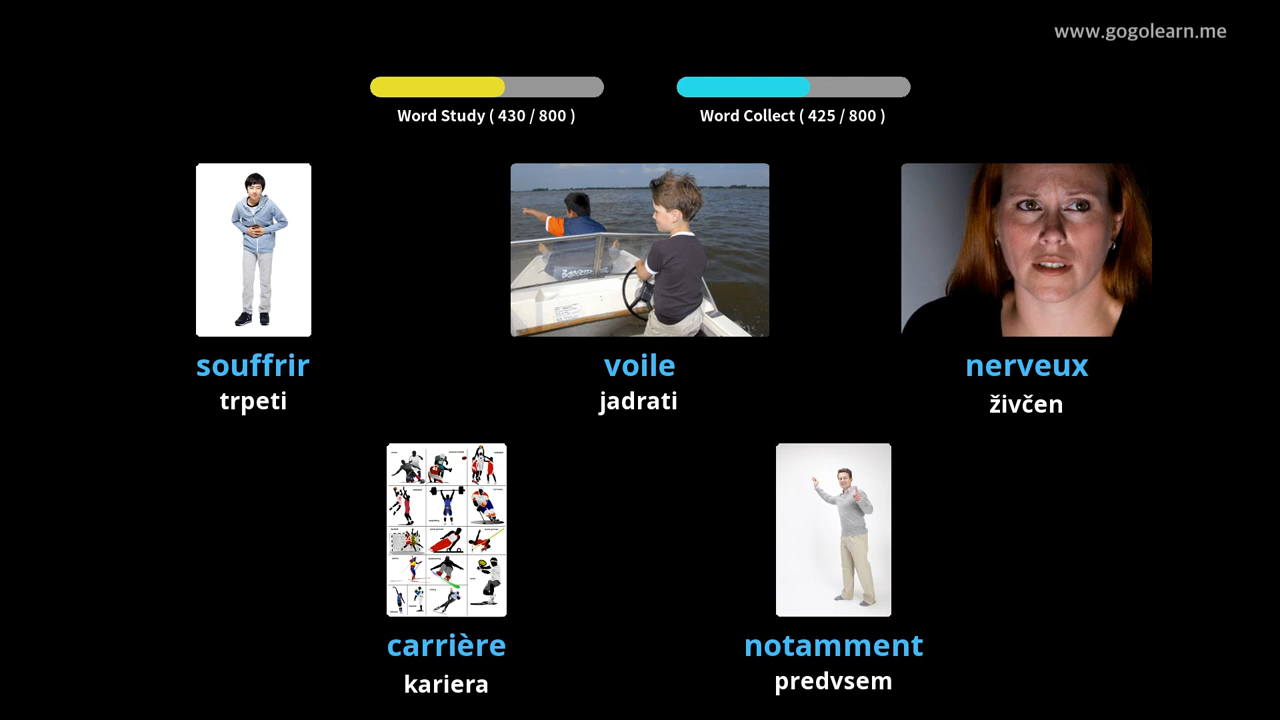 www.gogolearn.me
Word Study ( 430 / 800 )
Word Collect ( 425 / 800 )
souffrir
voile
nerveux
trpeti
jadrati
živčen
carrière
notamment
kariera
predvsem